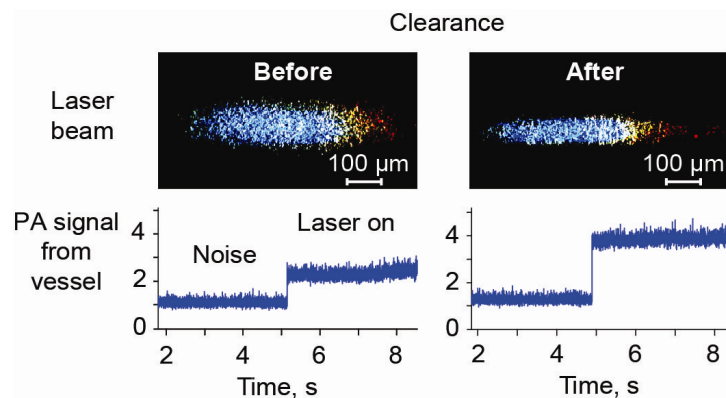 Clearance
Laser
beam
Before
100 µm
After
100 µm
PA signal
from
vessel
4
2
0
Noise
Laser on
2 4 6 8
Time, s
4
2
0
2 4 6 8
Time, s